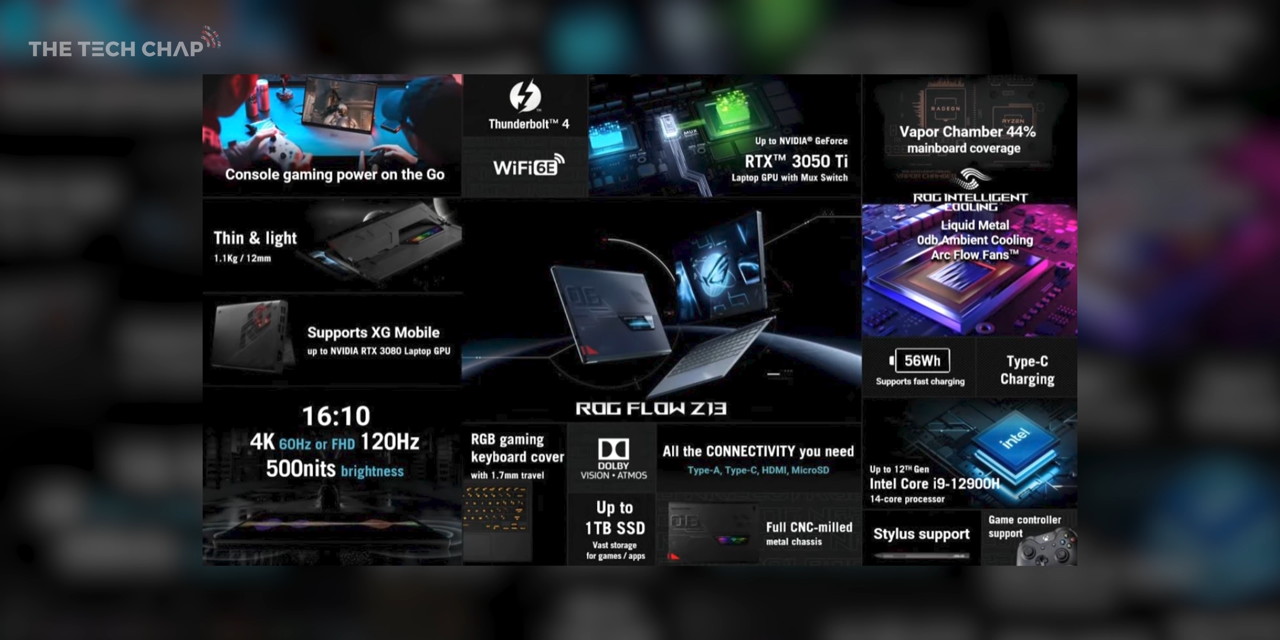 THE TECH CHAP
Console gaming power on the Go
Thunderbolt™ 4
WiFi 6E
Up to NVIDIA® GeForce
RTX™ 3050 Ti
Laptop GPU with Mux Switch
RADEON
RYZEN
Vapor Chamber 44%
mainboard coverage
ROG INTELLIGENT
COOLING
Liquid Metal
0db Ambient Cooling
Arc Flow Fans™
Thin & light
1.1Kg / 12mm
Supports XG Mobile
up to NVIDIA RTX 3080 Laptop GPU
ROG FLOW Z13
56Wh
Supports fast charging
Type-C
Charging
16:10
4K 60Hz or FHD 120Hz
500nits brightness
RGB gaming
keyboard cover
with 1.7mm travel
DOLBY
VISION • ATMOS
All the CONNECTIVITY you need
Type-A, Type-C, HDMI, MicroSD
Up to
1TB SSD
Vast storage
for games / apps
Full CNC-milled
metal chassis
intel
Up to 12TH Gen
Intel Core i9-12900H
14-core processor
Stylus support
Game controller
support